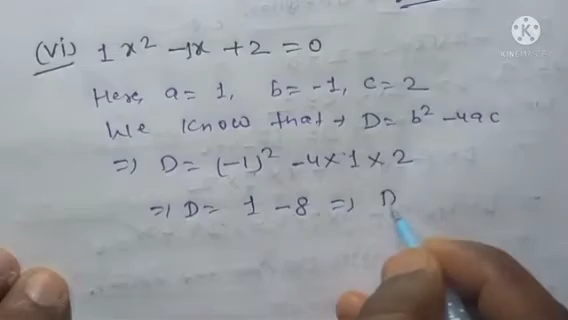 (vi) 1x² -1x + 2 = 0
Here, a = 1, b = -1, c = 2
We know that → D = b² - 4ac
⇒ D = (-1)² - 4 × 1 × 2
⇒ D = 1 - 8 ⇒ D